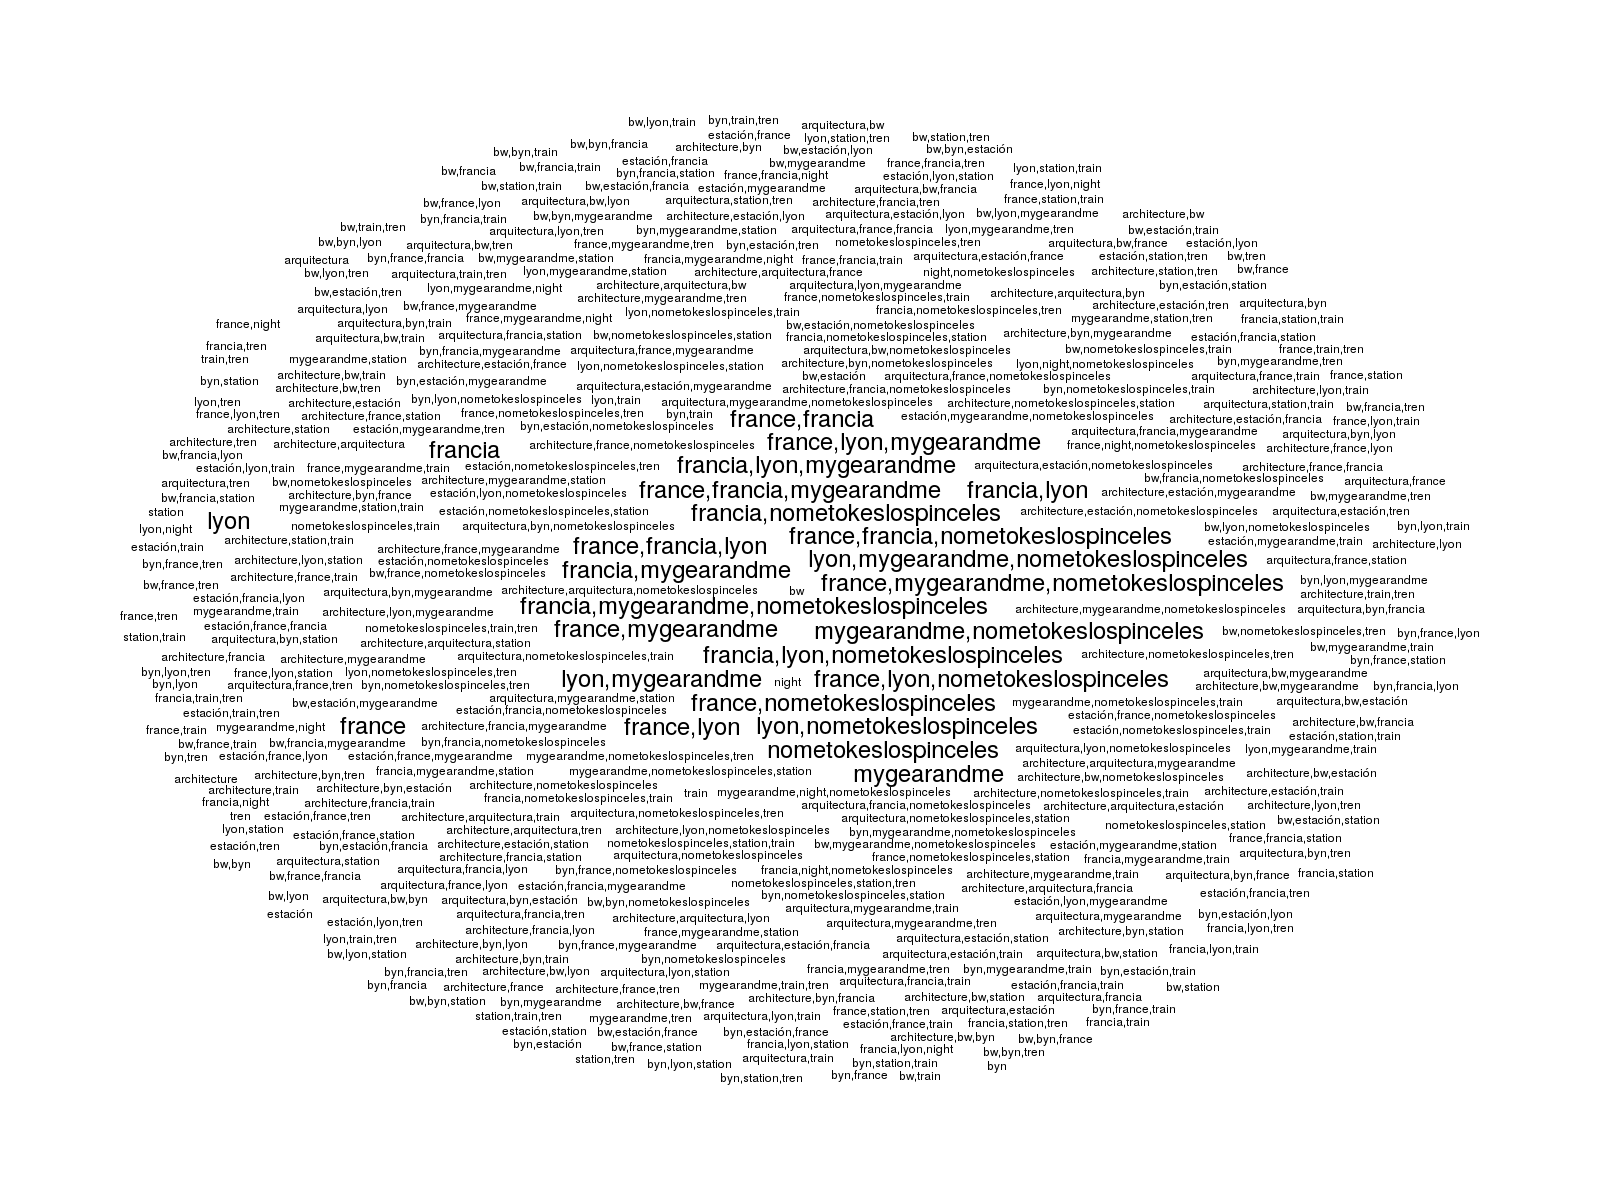 bw,lyon,train byn,train,tren arquitectura,bw
estación,france lyon,station,tren bw,station,tren
bw,byn,train bw,byn,francia architecture,byn bw,estación,lyon bw,byn,estación
bw,francia bw,francia,train estación,francia bw,mygearandme france,francia,tren lyon,station,train
byn,francia,station france,francia,night estación,lyon,station
bw,station,train bw,estación,francia estación,mygearandme arquitectura,bw,francia france,lyon,night
bw,france,lyon arquitectura,bw,lyon arquitectura,station,tren architecture,francia,tren france,station,train
byn,francia,train bw,byn,mygearandme architecture,estación,lyon arquitectura,estación,lyon bw,lyon,mygearandme architecture,bw
bw,train,tren arquitectura,lyon,tren byn,mygearandme,station arquitectura,france,francia lyon,mygearandme,tren bw,estación,train
bw,byn,lyon arquitectura,bw,tren france,mygearandme,tren byn,estación,tren nometokeslospinceles,tren arquitectura,bw,france estación,lyon
arquitectura byn,france,francia bw,mygearandme,station francia,mygearandme,night france,francia,train arquitectura,estación,france estación,station,tren bw,tren
bw,lyon,tren arquitectura,train,tren lyon,mygearandme,station architecture,arquitectura,france night,nometokeslospinceles architecture,station,tren bw,france
bw,estación,tren lyon,mygearandme,night architecture,arquitectura,bw arquitectura,lyon,mygearandme architecture,arquitectura,byn byn,estación,station
arquitectura,lyon bw,france,mygearandme architecture,mygearandme,tren france,nometokeslospinceles,train architecture,estación,tren arquitectura,byn
france,night arquitectura,byn,train france,mygearandme,night lyon,nometokeslospinceles,train francia,nometokeslospinceles,tren mygearandme,station,tren francia,station,train
bw,estación,nometokeslospinceles
arquitectura,bw,train arquitectura,francia,station bw,nometokeslospinceles,station francia,nometokeslospinceles,station architecture,byn,mygearandme estación,francia,station
francia,tren byn,francia,mygearandme arquitectura,france,mygearandme arquitectura,bw,nometokeslospinceles bw,nometokeslospinceles,train france,train,tren
train,tren mygearandme,station architecture,estación,france lyon,nometokeslospinceles,station architecture,byn,nometokeslospinceles lyon,night,nometokeslospinceles byn,mygearandme,tren
byn,station architecture,bw,train byn,estación,mygearandme bw,estación arquitectura,france,nometokeslospinceles arquitectura,france,train france,station
architecture,bw,tren arquitectura,estación,mygearandme architecture,francia,nometokeslospinceles byn,nometokeslospinceles,train architecture,lyon,train
lyon,tren architecture,estación byn,lyon,nometokeslospinceles lyon,train arquitectura,mygearandme,nometokeslospinceles architecture,nometokeslospinceles,station arquitectura,station,train bw,francia,tren
france,lyon,tren architecture,france,station france,nometokeslospinceles,tren byn,train france,francia estación,mygearandme,nometokeslospinceles architecture,estación,francia france,lyon,train
architecture,station estación,mygearandme,tren byn,estación,nometokeslospinceles arquitectura,francia,mygearandme arquitectura,byn,lyon
architecture,tren architecture,arquitectura francia architecture,france,nometokeslospinceles france,lyon,mygearandme france,night,nometokeslospinceles architecture,france,lyon
bw,francia,lyon
estación,lyon,train france,mygearandme,train estación,nometokeslospinceles,tren francia,lyon,mygearandme arquitectura,estación,nometokeslospinceles architecture,france,francia
arquitectura,tren bw,nometokeslospinceles architecture,mygearandme,station bw,francia,nometokeslospinceles arquitectura,france
bw,francia,station architecture,byn,france estación,lyon,nometokeslospinceles france,francia,mygearandme francia,lyon architecture,estación,mygearandme bw,mygearandme,tren
station mygearandme,station,train estación,nometokeslospinceles,station francia,nometokeslospinceles architecture,estación,nometokeslospinceles arquitectura,estación,tren
lyon,night lyon nometokeslospinceles,train arquitectura,byn,nometokeslospinceles bw,lyon,nometokeslospinceles byn,lyon,train
estación,train architecture,station,train architecture,france,mygearandme france,francia,lyon france,francia,nometokeslospinceles estación,mygearandme,train architecture,lyon
byn,france,tren architecture,lyon,station estación,nometokeslospinceles lyon,mygearandme,nometokeslospinceles arquitectura,france,station
bw,france,tren architecture,france,train bw,france,nometokeslospinceles francia,mygearandme france,mygearandme,nometokeslospinceles byn,lyon,mygearandme
estación,francia,lyon arquitectura,byn,mygearandme architecture,arquitectura,nometokeslospinceles bw architecture,train,tren
france,tren mygearandme,train architecture,lyon,mygearandme francia,mygearandme,nometokeslospinceles architecture,mygearandme,nometokeslospinceles arquitectura,byn,francia
station,train estación,france,francia nometokeslospinceles,train,tren france,mygearandme mygearandme,nometokeslospinceles bw,nometokeslospinceles,tren byn,france,lyon
arquitectura,byn,station architecture,arquitectura,station bw,mygearandme,train
architecture,francia architecture,mygearandme arquitectura,nometokeslospinceles,train francia,lyon,nometokeslospinceles architecture,nometokeslospinceles,tren byn,france,station
byn,lyon,tren france,lyon,station lyon,nometokeslospinceles,tren lyon,mygearandme night france,lyon,nometokeslospinceles arquitectura,bw,mygearandme
byn,lyon arquitectura,france,tren byn,nometokeslospinceles,tren architecture,bw,mygearandme byn,francia,lyon
francia,train,tren bw,estación,mygearandme arquitectura,mygearandme,station france,nometokeslospinceles mygearandme,nometokeslospinceles,train arquitectura,bw,estación
estación,train,tren estación,francia,nometokeslospinceles estación,france,nometokeslospinceles
france,train mygearandme,night france architecture,francia,mygearandme france,lyon lyon,nometokeslospinceles estación,nometokeslospinceles,train architecture,bw,francia
estación,station,train
bw,france,train bw,francia,mygearandme byn,francia,nometokeslospinceles nometokeslospinceles arquitectura,lyon,nometokeslospinceles lyon,mygearandme,train
byn,tren estación,france,lyon estación,france,mygearandme mygearandme,nometokeslospinceles,tren architecture,arquitectura,mygearandme
architecture architecture,byn,tren francia,mygearandme,station mygearandme,nometokeslospinceles,station mygearandme architecture,bw,nometokeslospinceles architecture,bw,estación
architecture,train architecture,byn,estación architecture,nometokeslospinceles train mygearandme,night,nometokeslospinceles architecture,nometokeslospinceles,train architecture,estación,train
francia,night architecture,francia,train francia,nometokeslospinceles,train arquitectura,francia,nometokeslospinceles architecture,arquitectura,estación architecture,lyon,tren
tren estación,france,tren architecture,arquitectura,train arquitectura,nometokeslospinceles,tren arquitectura,nometokeslospinceles,station bw,estación,station
lyon,station estación,france,station architecture,arquitectura,tren architecture,lyon,nometokeslospinceles byn,mygearandme,nometokeslospinceles nometokeslospinceles,station france,francia,station
estación,tren byn,estación,francia architecture,estación,station nometokeslospinceles,station,train bw,mygearandme,nometokeslospinceles estación,mygearandme,station arquitectura,byn,tren
bw,byn arquitectura,station architecture,francia,station arquitectura,nometokeslospinceles france,nometokeslospinceles,station francia,mygearandme,train
bw,france,francia arquitectura,francia,lyon byn,france,nometokeslospinceles francia,night,nometokeslospinceles architecture,mygearandme,train arquitectura,byn,france francia,station
arquitectura,france,lyon estación,francia,mygearandme nometokeslospinceles,station,tren architecture,arquitectura,francia estación,francia,tren
bw,lyon arquitectura,bw,byn arquitectura,byn,estación bw,byn,nometokeslospinceles byn,nometokeslospinceles,station estación,lyon,mygearandme
estación estación,lyon,tren arquitectura,francia,tren architecture,arquitectura,lyon arquitectura,mygearandme,train arquitectura,mygearandme byn,estación,lyon
architecture,francia,lyon france,mygearandme,station arquitectura,mygearandme,tren architecture,byn,station francia,lyon,tren
lyon,train,tren architecture,byn,lyon byn,france,mygearandme arquitectura,estación,francia arquitectura,estación,station francia,lyon,train
bw,lyon,station architecture,byn,train byn,nometokeslospinceles arquitectura,estación,train arquitectura,bw,station
byn,francia,tren architecture,bw,lyon arquitectura,lyon,station francia,mygearandme,tren byn,mygearandme,train byn,estación,train
byn,francia architecture,france architecture,france,tren mygearandme,train,tren arquitectura,francia,train estación,francia,train bw,station
bw,byn,station byn,mygearandme architecture,bw,france architecture,byn,francia architecture,bw,station arquitectura,francia
station,train,tren mygearandme,tren arquitectura,lyon,train france,station,tren arquitectura,estación byn,france,train
estación,station bw,estación,france byn,estación,france estación,france,train francia,station,tren francia,train
byn,estación bw,france,station francia,lyon,station architecture,bw,byn bw,byn,france
station,tren byn,lyon,station arquitectura,train francia,lyon,night bw,byn,tren
byn,station,train byn
byn,station,tren byn,france bw,train